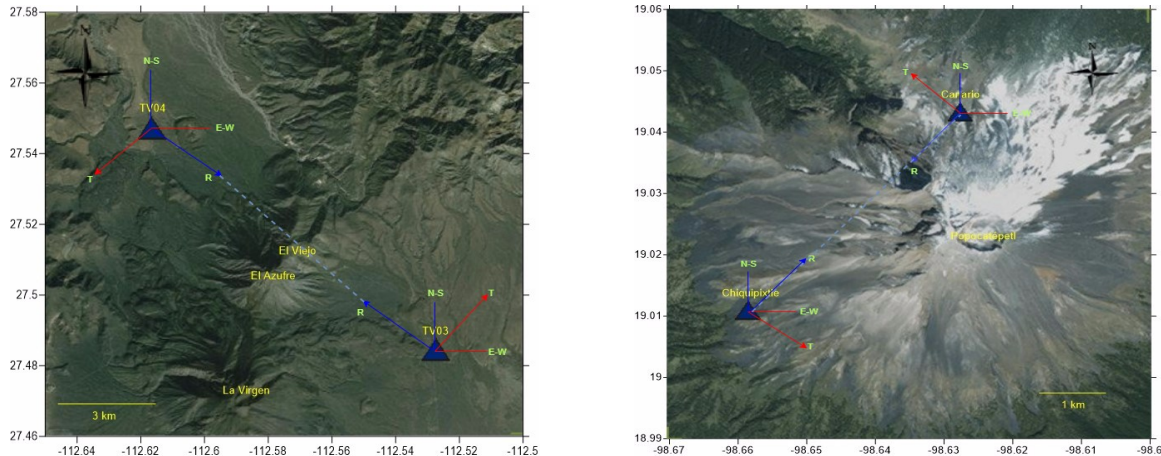 27.58
27.56
27.54
27.52
27.5
27.48
27.46
-112.64
-112.62
-112.6
-112.58
-112.56
-112.54
-112.52
-112.5
N-S
TV04
E-W
T
R
El Viejo
El Azufre
N-S
T
R
TV03
E-W
La Virgen
3 km
19.06
19.05
19.04
19.03
19.02
19.01
19
18.99
-98.67
-98.66
-98.65
-98.64
-98.63
-98.62
-98.61
-98.6
N
N-S
T
Canario
E-W
R
Popocatepetl
N-S
R
Chiquipixtle
E-W
T
1 km